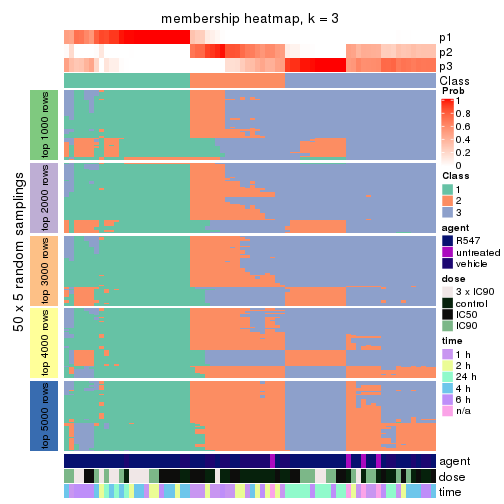 membership heatmap, k = 3
p1
p2
p3
Class
50 x 5 random samplings
top 1000 rows
top 2000 rows
top 3000 rows
top 4000 rows
top 5000 rows
agent
dose
time
Prob
1
0.8
0.6
0.4
0.2
0
Class
1
2
3
agent
R547
untreated
vehicle
dose
3 x IC90
control
IC50
IC90
time
1 h
2 h
24 h
4 h
6 h
n/a